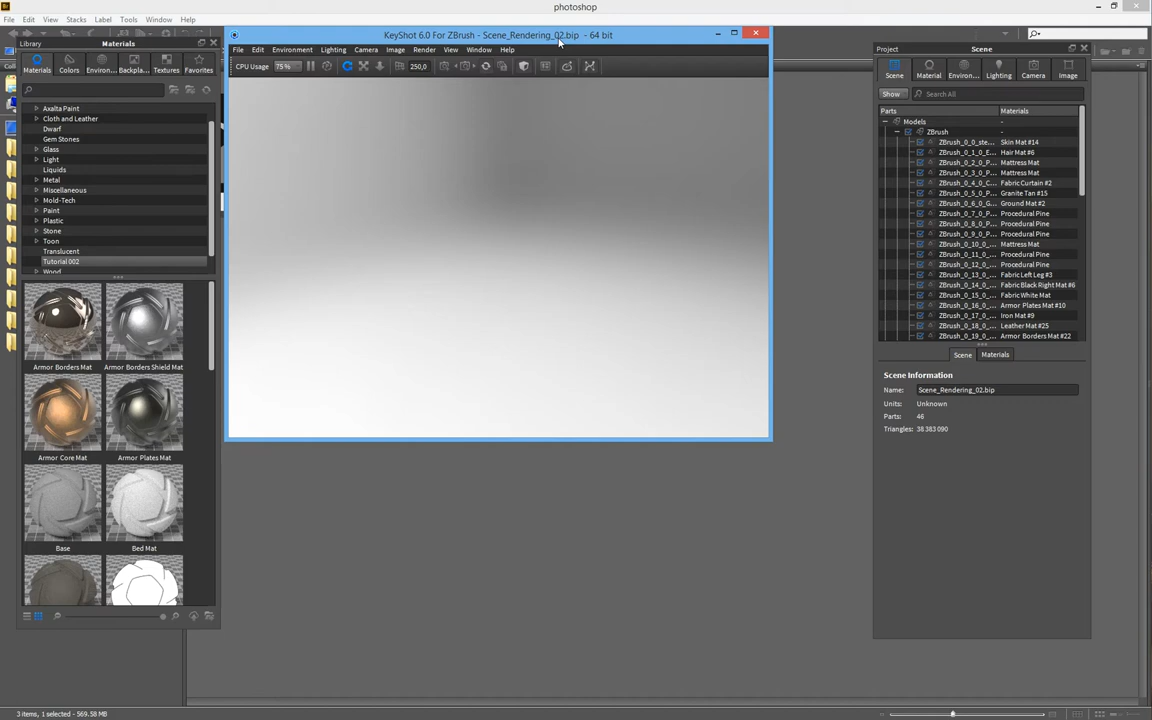 photoshop
File Edit View Stacks Label Tools Window Help
Library Materials
KeyShot 6.0 For ZBrush - Scene_Rendering_02.bip - 64 bit
Project Scene
File Edit Environment Lighting Camera Image Render View Window Help
Materials Colors Environ... Backpla... Textures Favorites
CPU Usage 75 % 250,0
Scene Material Environ... Lighting Camera Image
Show Search All
Parts Materials
Axalta Paint
Cloth and Leather
Dwarf
Gem Stones
Glass
Light
Liquids
Metal
Miscellaneous
Mold-Tech
Paint
Plastic
Stone
Toon
Translucent
Tutorial 002
Wood
Models -
ZBrush -
ZBrush_0_0_ste... Skin Mat #14
ZBrush_0_1_0_E... Hair Mat #6
ZBrush_0_2_0_P... Mattress Mat
ZBrush_0_3_0_P... Mattress Mat
ZBrush_0_4_0_C... Fabric Curtain #2
ZBrush_0_5_0_P... Granite Tan #15
ZBrush_0_6_0_G... Ground Mat #2
ZBrush_0_7_0_P... Procedural Pine
ZBrush_0_8_0_P... Procedural Pine
ZBrush_0_9_0_P... Procedural Pine
ZBrush_0_10_0_... Mattress Mat
ZBrush_0_11_0_... Procedural Pine
ZBrush_0_12_0_... Procedural Pine
ZBrush_0_13_0_... Fabric Left Leg #3
ZBrush_0_14_0_... Fabric Black Right Mat #6
ZBrush_0_15_0_... Fabric White Mat
ZBrush_0_16_0_... Armor Plates Mat #10
ZBrush_0_17_0_... Iron Mat #9
ZBrush_0_18_0_... Leather Mat #25
ZBrush_0_19_0_... Armor Borders Mat #22
Scene Materials
Scene Information
Name: Scene_Rendering_02.bip
Units: Unknown
Parts: 46
Triangles: 38 383 090
Armor Borders Mat Armor Borders Shield Mat
Armor Core Mat Armor Plates Mat
Base Bed Mat
3 items, 1 selected - 569.58 MB